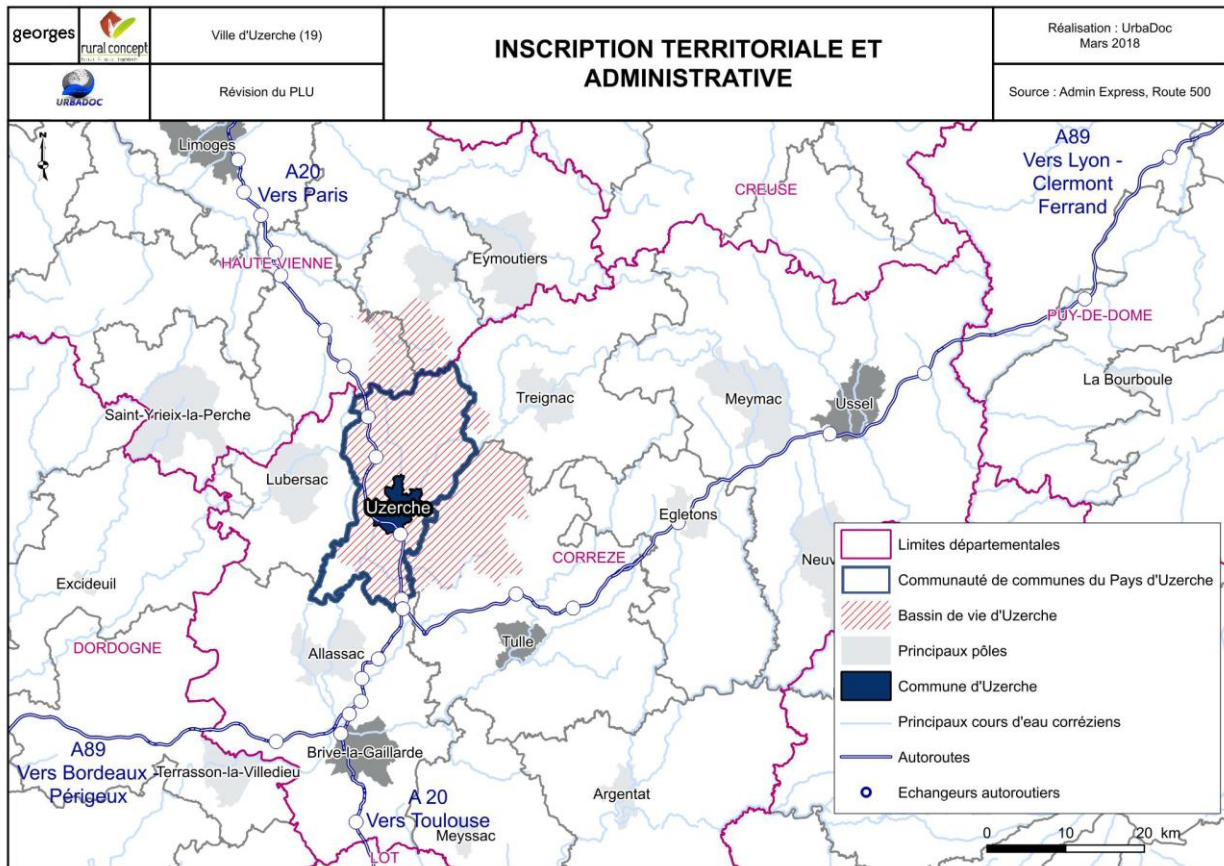 georges
rural concept
URBADOC
Ville d'Uzerche (19)
Révision du PLU
INSCRIPTION TERRITORIALE ET
ADMINISTRATIVE
Réalisation : UrbaDoc
Mars 2018
Source : Admin Express, Route 500
N
Limoges
A20
Vers Paris
A89
Vers Lyon -
Clermont
Ferrand
CREUSE
Eymoutiers
HAUTE-VIENNE
PUY-DE-DOME
La Bourboule
Saint-Yrieix-la-Perche
Treignac
Meymac
Ussel
Lubersac
Uzerche
Egletons
CORREZE
Neuv
Excideuil
DORDOGNE
Allassac
Tulle
A89
Vers Bordeaux -
Périgeux
Brive-la-Gaillarde
Terrasson-la-Villedieu
A 20
Vers Toulouse
Argentat
Meyssac
LOT
Limites départementales
Communauté de communes du Pays d'Uzerche
Bassin de vie d'Uzerche
Principaux pôles
Commune d'Uzerche
Principaux cours d'eau corréziens
Autoroutes
Echangeurs autoroutiers
0 10 20 km